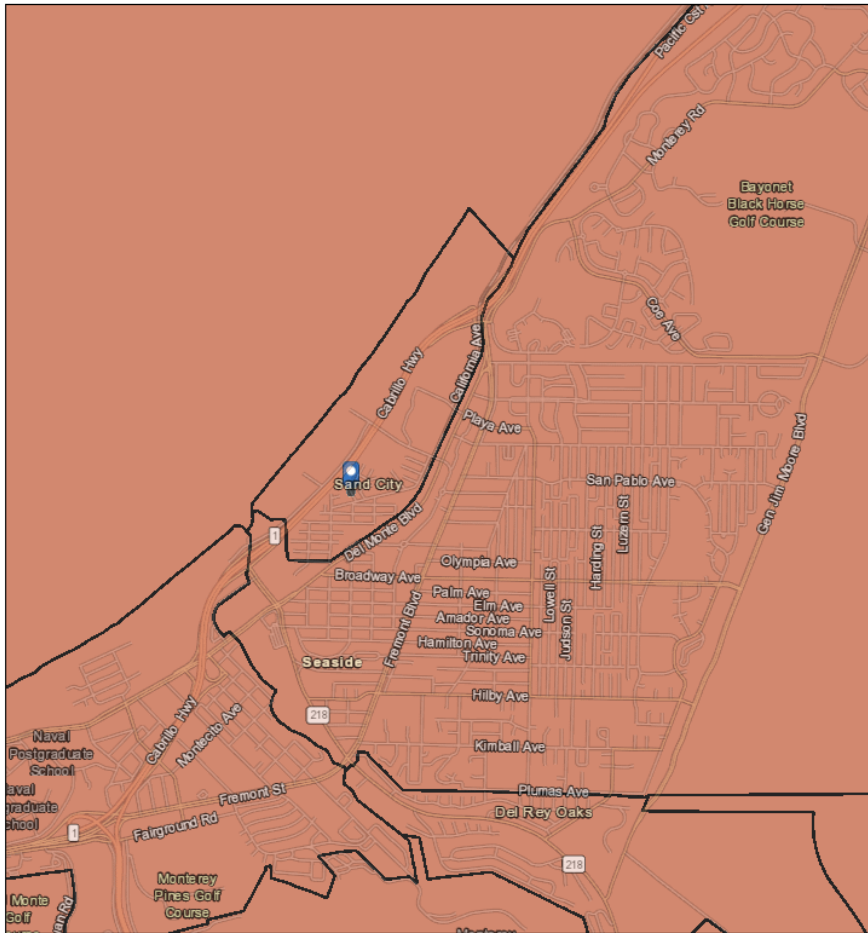 Pacific Cst
Monterey Rd
Bayonet
Black Horse
Golf Course
Coe Ave
Cabrillo Hwy
California Ave
Playa Ave
Gen Jim Moore Blvd
Sand City
San Pablo Ave
Luzern St
Harding St
1
Del Monte Blvd
Olympia Ave
Broadway Ave
Lowell St
Judson St
Palm Ave
Elm Ave
Amador Ave
Sonoma Ave
Hamilton Ave
Trinity Ave
Fremont Blvd
Seaside
Hilby Ave
218
Cabrillo Hwy
Montecito Ave
Naval
Postgraduate
School
Kimball Ave
Fremont St
Plumas Ave
Del Rey Oaks
Fairground Rd
1
218
Monterey
Pines Golf
Course
Monte
Golf
Monterey